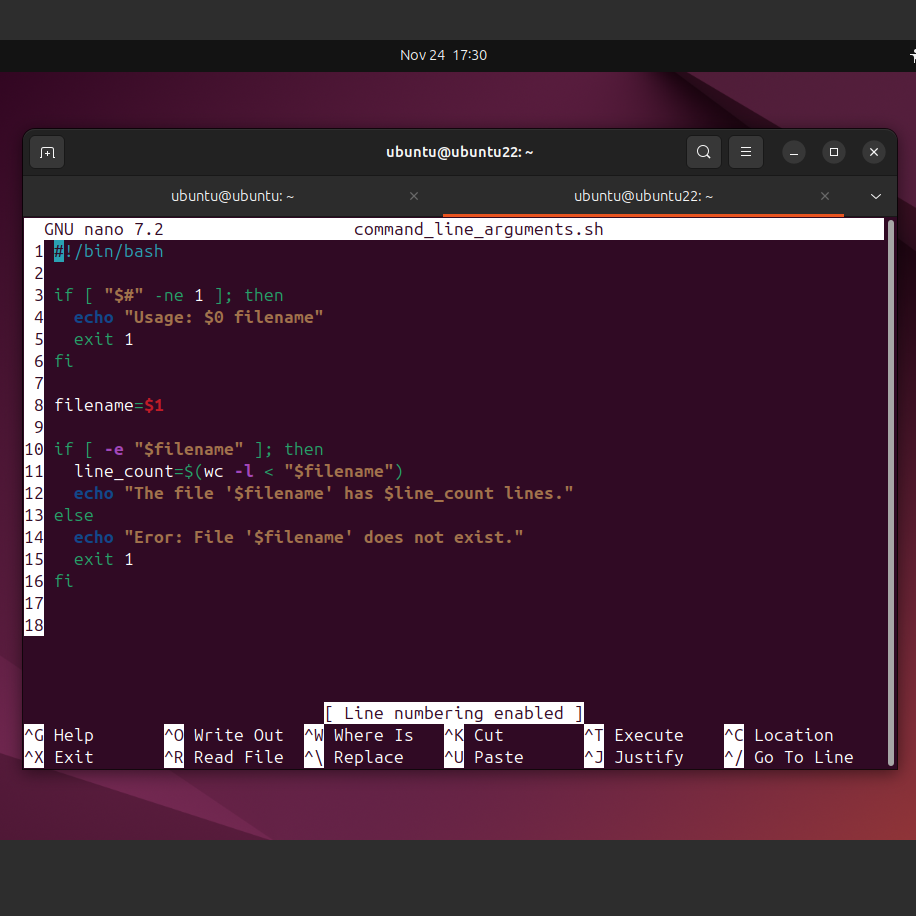 Nov 24 17:30
ubuntu@ubuntu22: ~
ubuntu@ubuntu: ~
ubuntu@ubuntu22: ~
GNU nano 7.2 command_line_arguments.sh
1 #!/bin/bash
2
3 if [ "$#" -ne 1 ]; then
4   echo "Usage: $0 filename"
5   exit 1
6 fi
7
8 filename=$1
9
10 if [ -e "$filename" ]; then
11   line_count=$(wc -l < "$filename")
12   echo "The file '$filename' has $line_count lines."
13 else
14   echo "Eror: File '$filename' does not exist."
15   exit 1
16 fi
17
18
[ Line numbering enabled ]
^G Help ^O Write Out ^W Where Is ^K Cut ^T Execute ^C Location
^X Exit ^R Read File ^\ Replace ^U Paste ^J Justify ^/ Go To Line